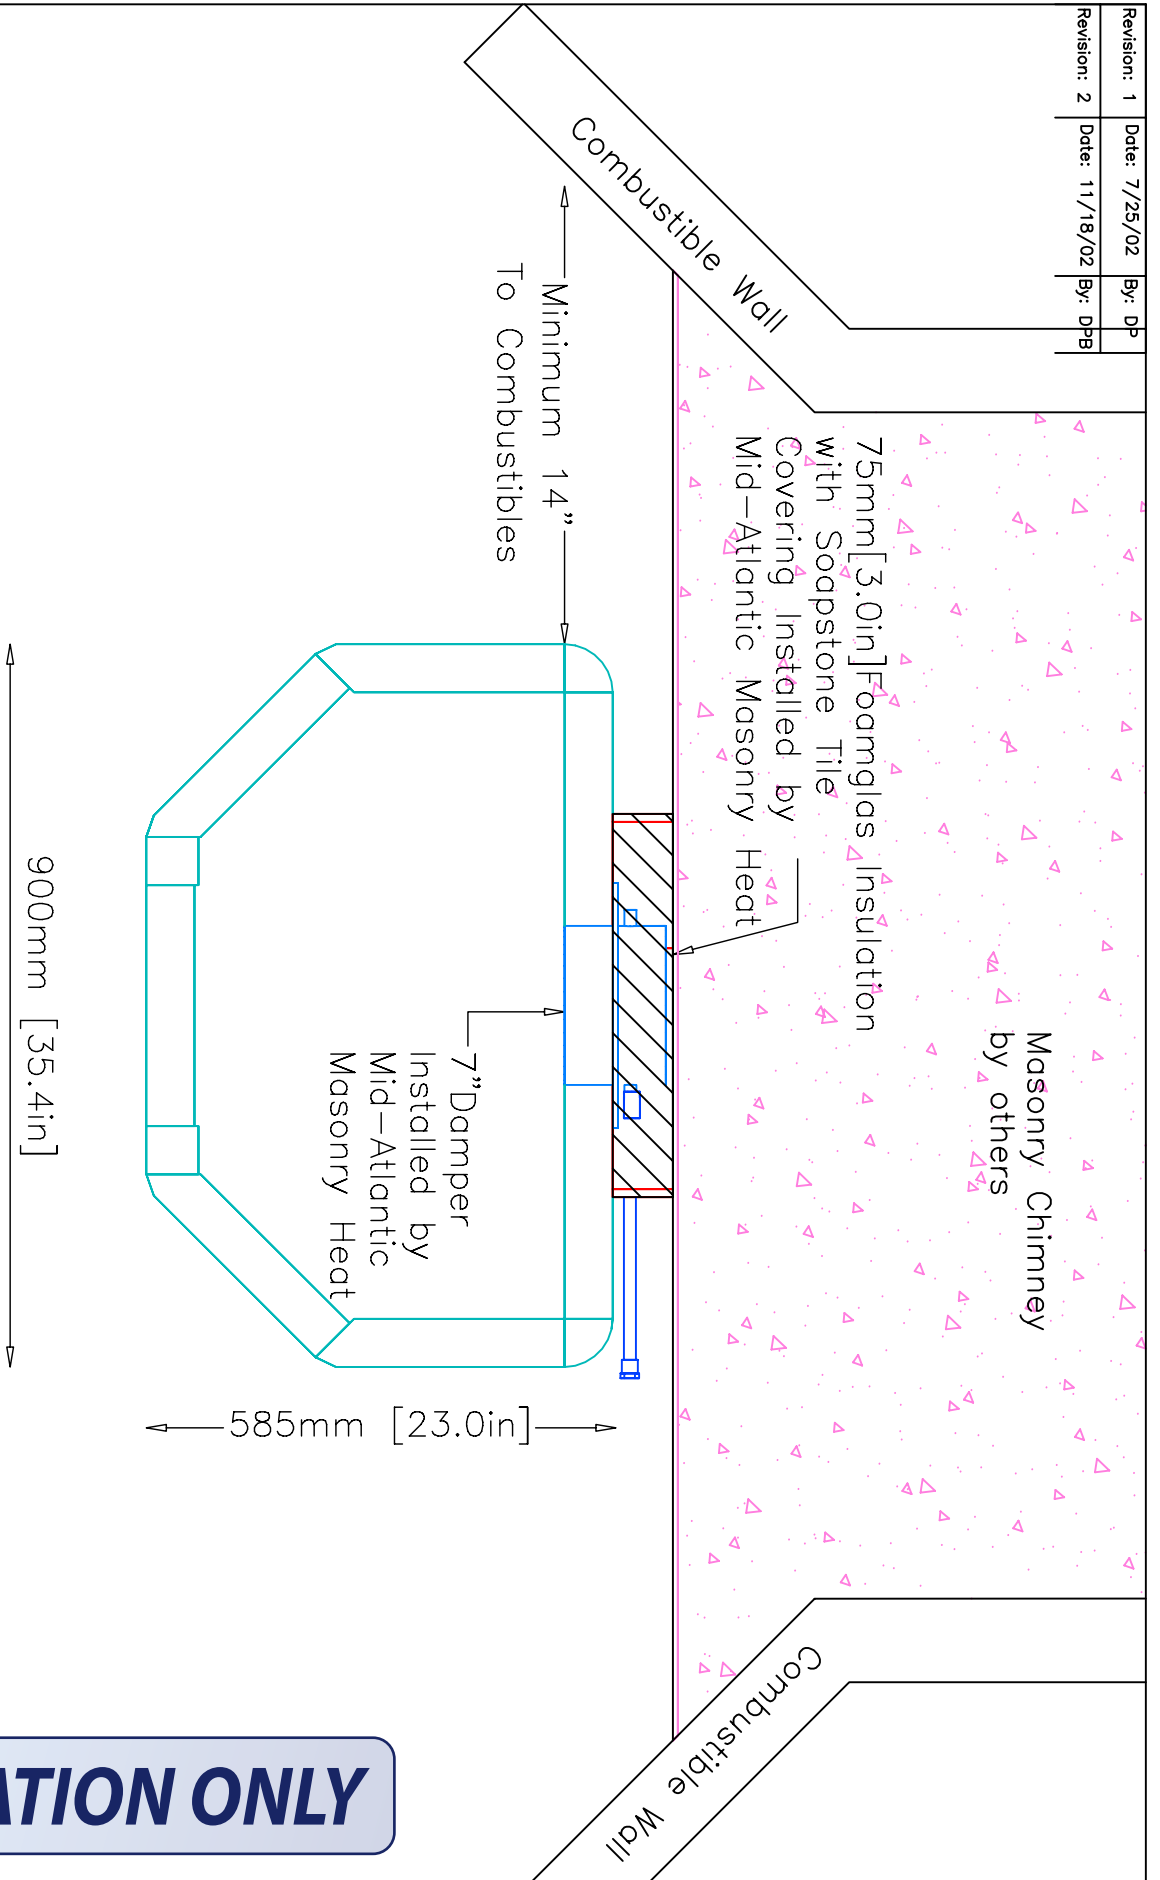 Revision: 1 Date: 7/25/02 By: DP
Revision: 2 Date: 11/18/02 By: DPB
Combustible Wall
Masonry Chimney
by others
75mm[3.0in]Foamglas Insulation
with Soapstone Tile
Covering Installed by
Mid-Atlantic Masonry Heat
Minimum 14"
To Combustibles
7"Damper
Installed by
Mid-Atlantic
Masonry Heat
585mm [23.0in]
900mm [35.4in]
Combustible Wall
ATION ONLY